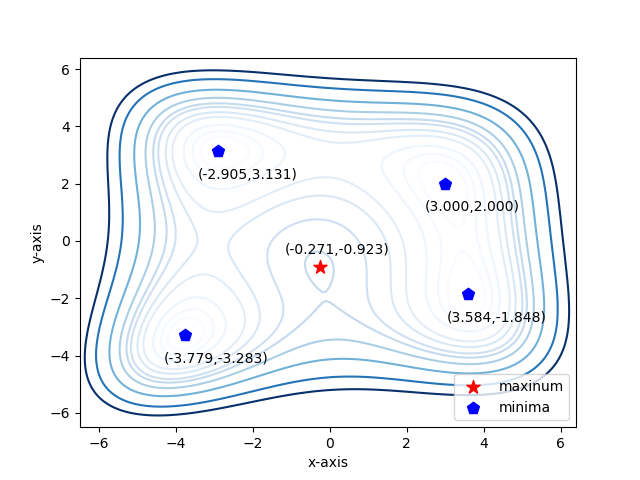 6
4
(-2.905,3.131)
2
(3.000,2.000)
y-axis
0
(-0.271,-0.923)
−2
(3.584,-1.848)
−4
(-3.779,-3.283)
maxinum
−6
minima
−6 −4 −2 0 2 4 6
x-axis